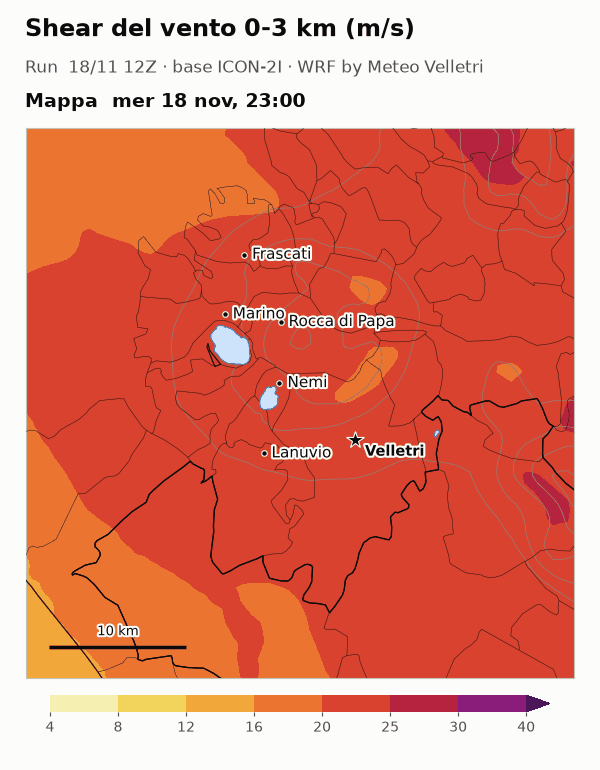 Shear del vento 0-3 km (m/s)
Run  18/11 12Z · base ICON-2I · WRF by Meteo Velletri
Mappa  mer 18 nov, 23:00
Frascati
Marino
Rocca di Papa
Nemi
Velletri
Lanuvio
10 km
4 8 12 16 20 25 30 40